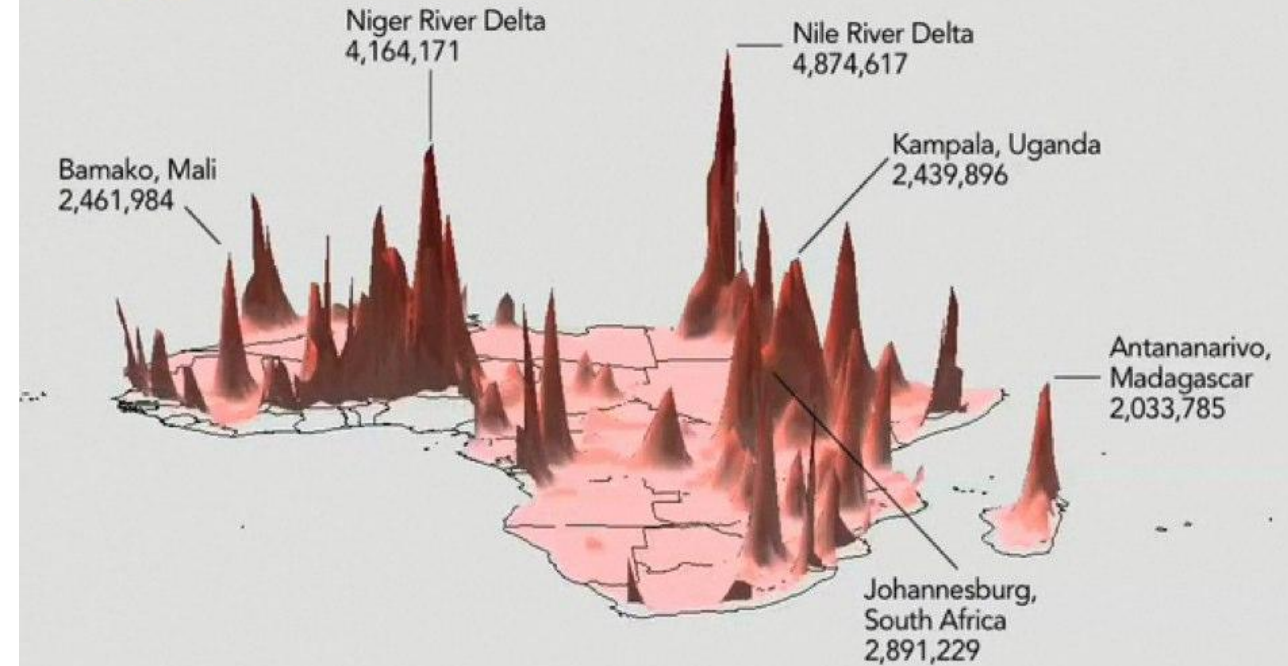 Niger River Delta
4,164,171
Nile River Delta
4,874,617
Bamako, Mali
2,461,984
Kampala, Uganda
2,439,896
Antananarivo,
Madagascar
2,033,785
Johannesburg,
South Africa
2,891,229